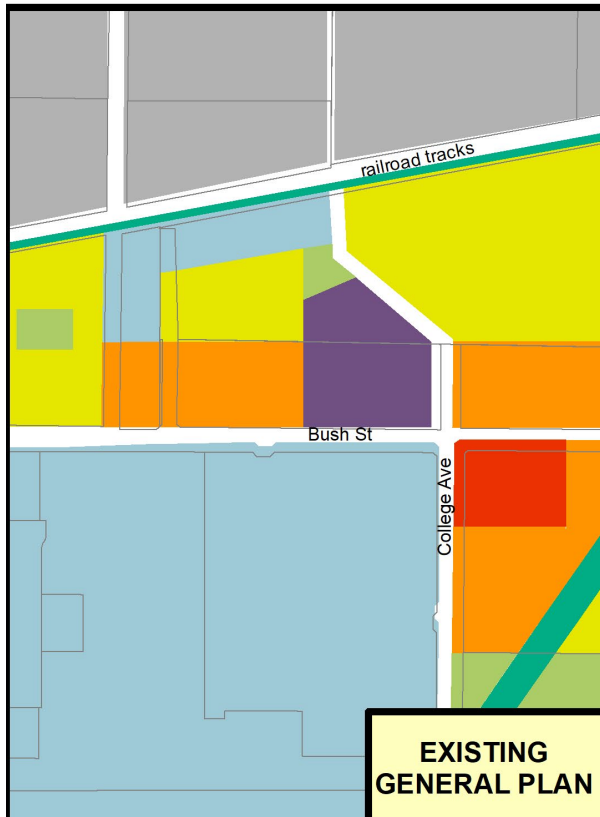 railroad tracks
Bush St
College Ave
EXISTING
GENERAL PLAN